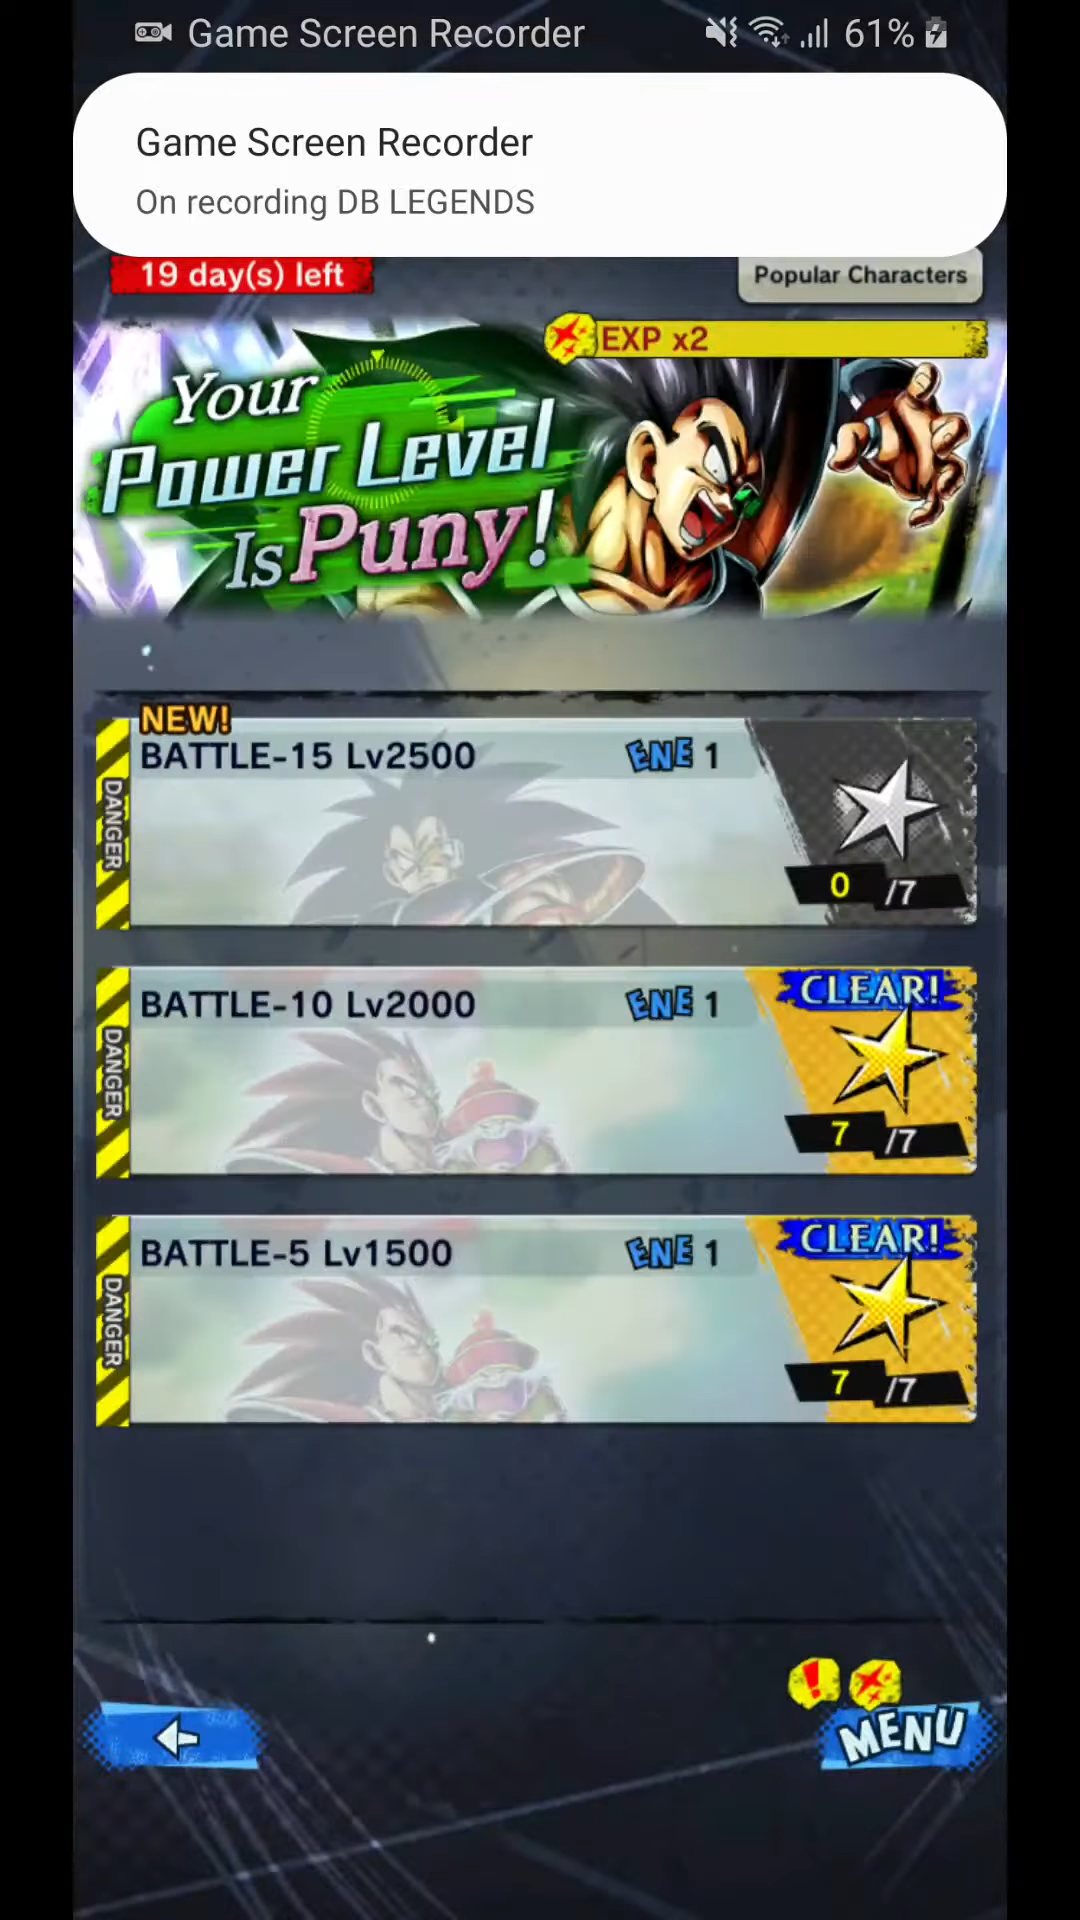 Game Screen Recorder 61%
Game Screen Recorder
On recording DB LEGENDS
19 day(s) left
Popular Characters
EXP x2
Your
Power Level
Is Puny!
NEW!
BATTLE-15 Lv2500 ENE 1
DANGER
0 /7
CLEAR!
BATTLE-10 Lv2000 ENE 1
DANGER
7 /7
CLEAR!
BATTLE-5 Lv1500 ENE 1
DANGER
7 /7
!
MENU